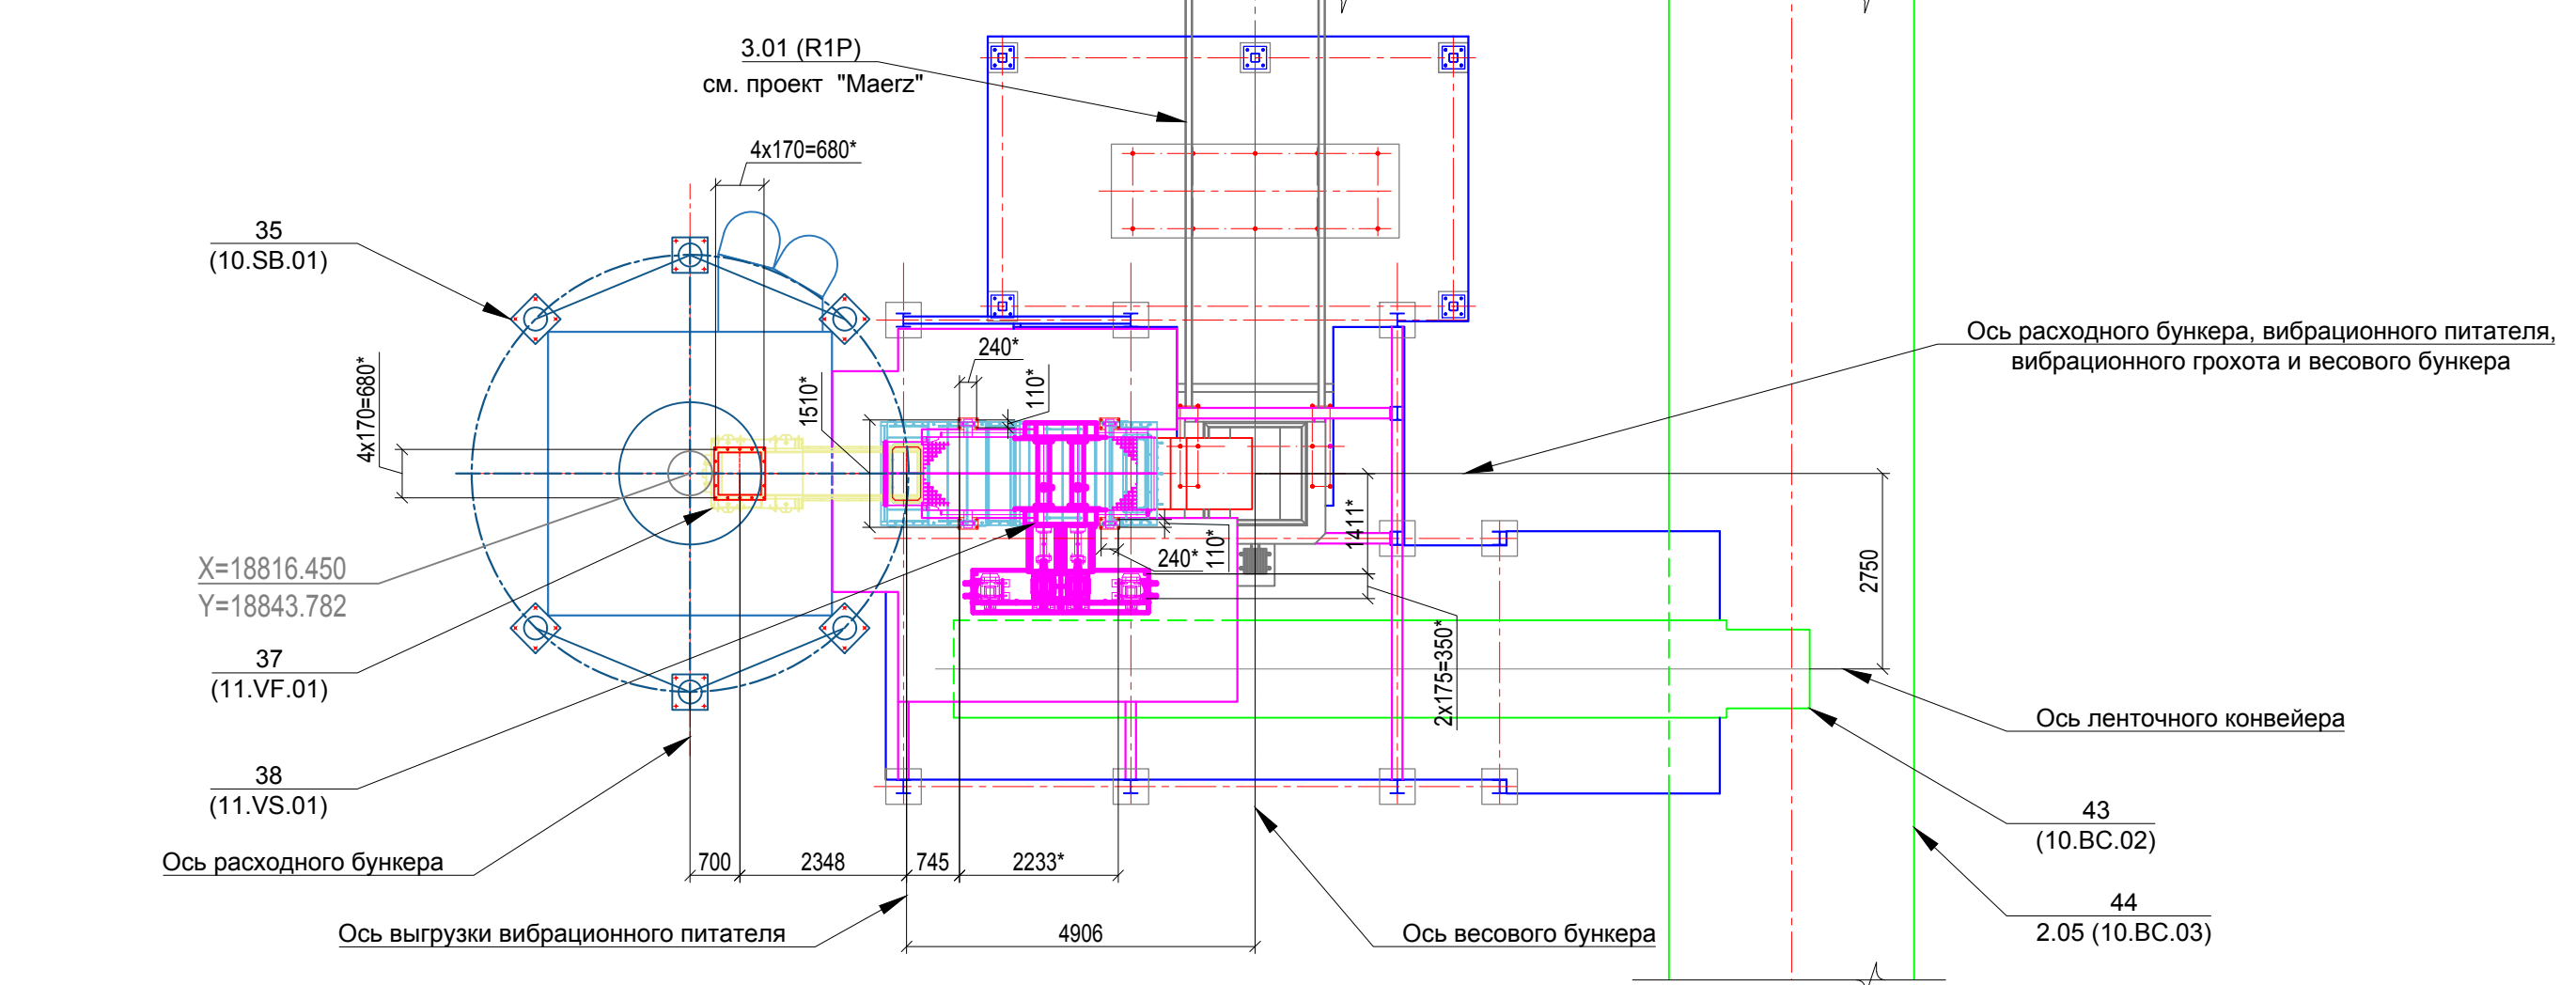 3.01 (R1P)
см. проект "Maerz"
4x170=680*
35
(10.SB.01)
4x170=680*
1510*
240*
110*
Ось расходного бункера, вибрационного питателя,
вибрационного грохота и весового бункера
X=18816.450
Y=18843.782
240*
110*
1411*
2x175=350*
2750
37
(11.VF.01)
38
(11.VS.01)
Ось ленточного конвейера
43
(10.BC.02)
44
2.05 (10.BC.03)
Ось расходного бункера
700
2348
745
2233*
Ось выгрузки вибрационного питателя
4906
Ось весового бункера